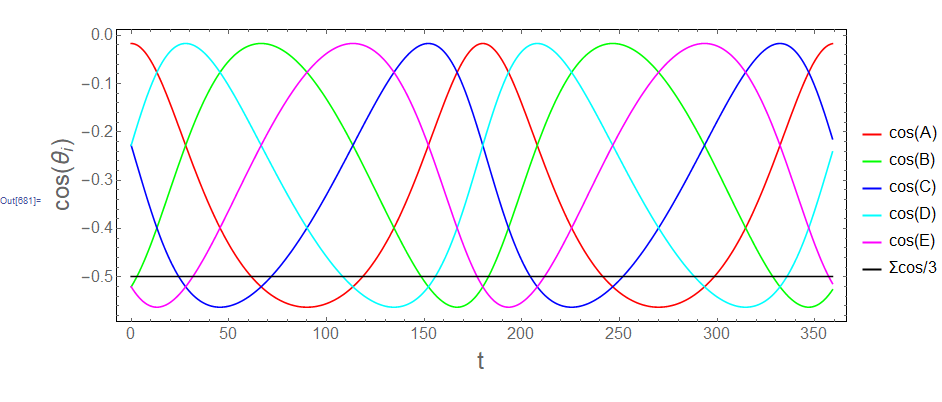 Out[681]=
cos(θi)
0.0
−0.1
−0.2
−0.3
−0.4
−0.5
0 50 100 150 200 250 300 350
t
cos(A)
cos(B)
cos(C)
cos(D)
cos(E)
Σcos/3